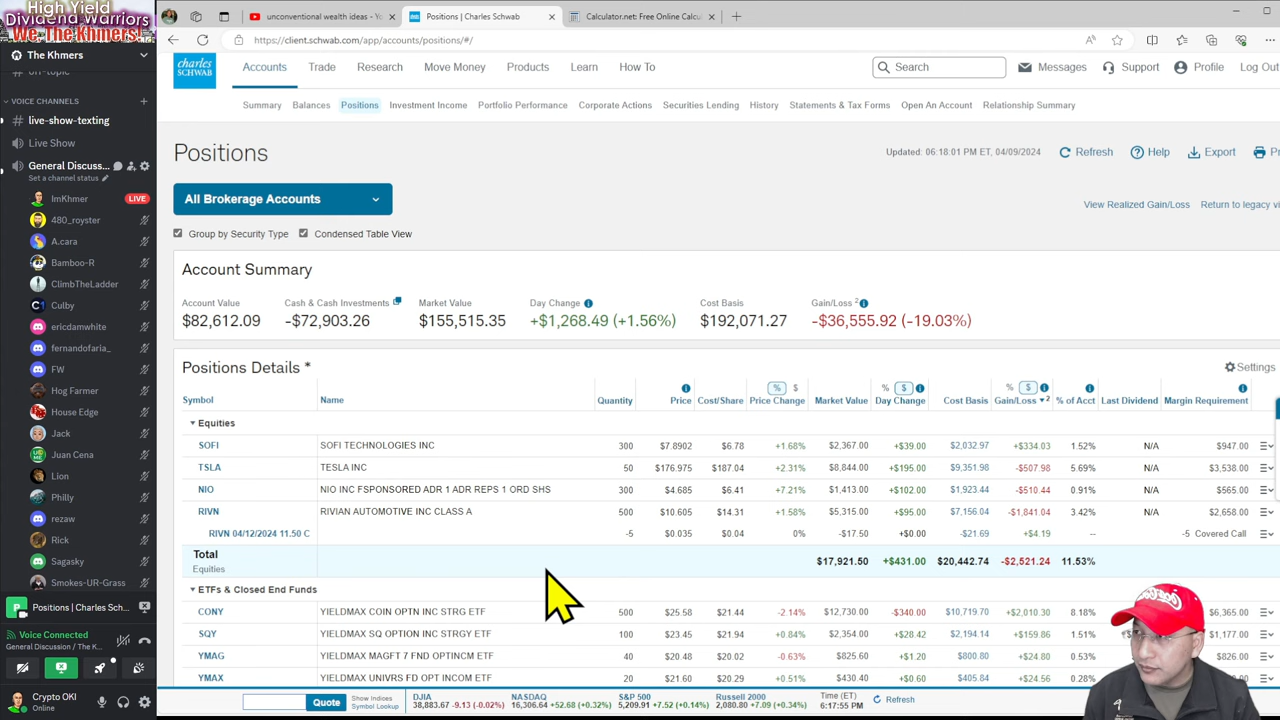 High Yield
Dividend Warriors
We The Khmers!
The Khmers
off-topic
VOICE CHANNELS
live-show-texting
Live Show
General Discuss...
Set a channel status
ImKhmer LIVE
480_royster
A.cara
Bamboo-R
ClimbTheLadder
Culby
ericdamwhite
fernandofaria_
FW
Hog Farmer
House Edge
Jack
Juan Cena
Lion
Philly
rezaw
Rick
Sagasky
Smokes-UR-Grass
Positions | Charles Sc...
Voice Connected
General Discussion / The K...
Crypto OKI
Online
unconventional wealth ideas - Yo
Positions | Charles Schwab
Calculator.net: Free Online Calcu
https://client.schwab.com/app/accounts/positions/#/
charles SCHWAB
Accounts Trade Research Move Money Products Learn How To
Search Messages Support Profile Log Out
Summary Balances Positions Investment Income Portfolio Performance Corporate Actions Securities Lending History Statements & Tax Forms Open An Account Relationship Summary
Positions
Updated: 06:18:01 PM ET, 04/09/2024 Refresh Help Export Pr
All Brokerage Accounts
View Realized Gain/Loss Return to legacy vi
Group by Security Type Condensed Table View
Account Summary
Account Value Cash & Cash Investments Market Value Day Change Cost Basis Gain/Loss 2
$82,612.09 -$72,903.26 $155,515.35 +$1,268.49 (+1.56%) $192,071.27 -$36,555.92 (-19.03%)
Positions Details *
Settings
% $ % $ % $
Symbol Name Quantity Price Cost/Share Price Change Market Value Day Change Cost Basis Gain/Loss 2 % of Acct Last Dividend Margin Requirement
Equities
SOFI SOFI TECHNOLOGIES INC 300 $7.8902 $6.78 +1.68% $2,367.00 +$39.00 $2,032.97 +$334.03 1.52% N/A $947.00
TSLA TESLA INC 50 $176.975 $187.04 +2.31% $8,844.00 +$195.00 $9,351.98 -$507.98 5.69% N/A $3,538.00
NIO NIO INC FSPONSORED ADR 1 ADR REPS 1 ORD SHS 300 $4.685 $6.41 +7.21% $1,413.00 +$102.00 $1,923.44 -$510.44 0.91% N/A $565.00
RIVN RIVIAN AUTOMOTIVE INC CLASS A 500 $10.605 $14.31 +1.58% $5,315.00 +$95.00 $7,156.04 -$1,841.04 3.42% N/A $2,658.00
RIVN 04/12/2024 11.50 C -5 $0.035 $0.04 0% -$17.50 +$0.00 -$21.69 +$4.19 -- -5 Covered Call
Total
Equities
$17,921.50 +$431.00 $20,442.74 -$2,521.24 11.53%
ETFs & Closed End Funds
CONY YIELDMAX COIN OPTN INC STRG ETF 500 $25.58 $21.44 -2.14% $12,730.00 -$340.00 $10,719.70 +$2,010.30 8.18% $6,365.00
SQY YIELDMAX SQ OPTION INC STRGY ETF 100 $23.45 $21.94 +0.84% $2,354.00 +$28.42 $2,194.14 +$159.86 1.51% $1,177.00
YMAG YIELDMAX MAGFT 7 FND OPTINCM ETF 40 $20.48 $20.02 -0.63% $825.60 +$1.20 $800.80 +$24.80 0.53% $826.00
YMAX YIELDMAX UNIVRS FD OPT INCOM ETF 20 $21.60 $20.29 +0.51% $430.40 +$0.60 $405.84 +$24.56 0.28% $430.00
Quote
Show Indices
Symbol Lookup
DJIA
38,883.67 -9.13 (-0.02%)
NASDAQ
16,306.64 +52.68 (+0.32%)
S&P 500
5,209.91 +7.52 (+0.14%)
Russell 2000
2,080.80 +7.09 (+0.34%)
Time (ET)
6:17:55 PM
Refresh